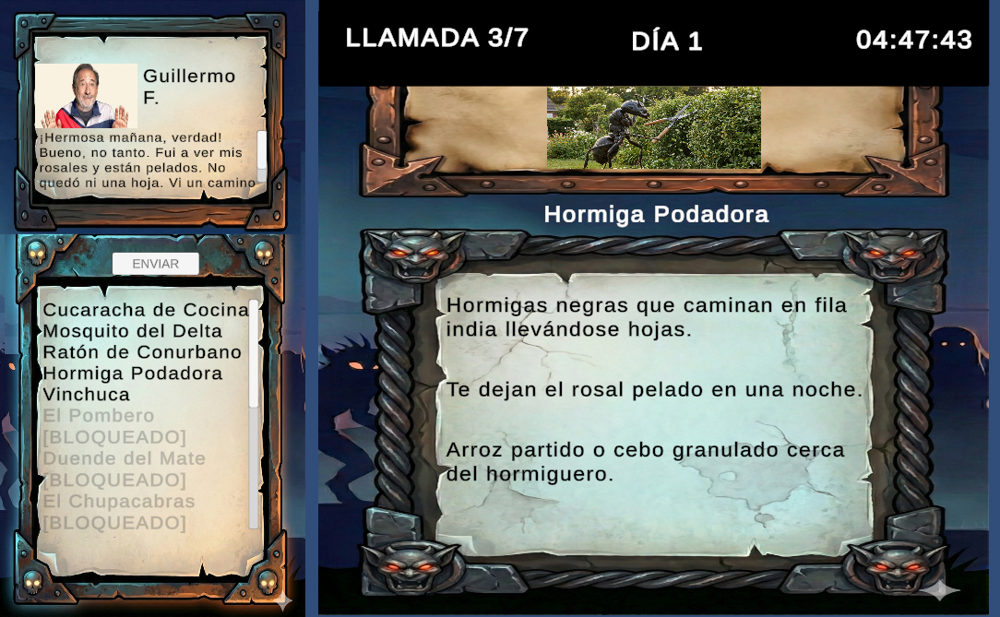 Guillermo
F.
¡Hermosa mañana, verdad!
Bueno, no tanto. Fui a ver mis
rosales y están pelados. No
quedó ni una hoja. Vi un camino
ENVIAR
Cucaracha de Cocina
Mosquito del Delta
Ratón de Conurbano
Hormiga Podadora
Vinchuca
El Pombero
[BLOQUEADO]
Duende del Mate
[BLOQUEADO]
El Chupacabras
[BLOQUEADO]
LLAMADA 3/7
DÍA 1
04:47:43
Hormiga Podadora
Hormigas negras que caminan en fila
india llevándose hojas.
Te dejan el rosal pelado en una noche.
Arroz partido o cebo granulado cerca
del hormiguero.